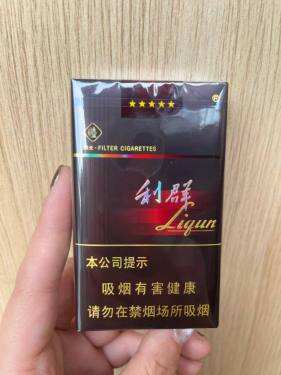 ★★★★★ ®
·FILTER CIGARETTES
利群
Liqun
本公司提示
吸烟有害健康
请勿在禁烟场所吸烟